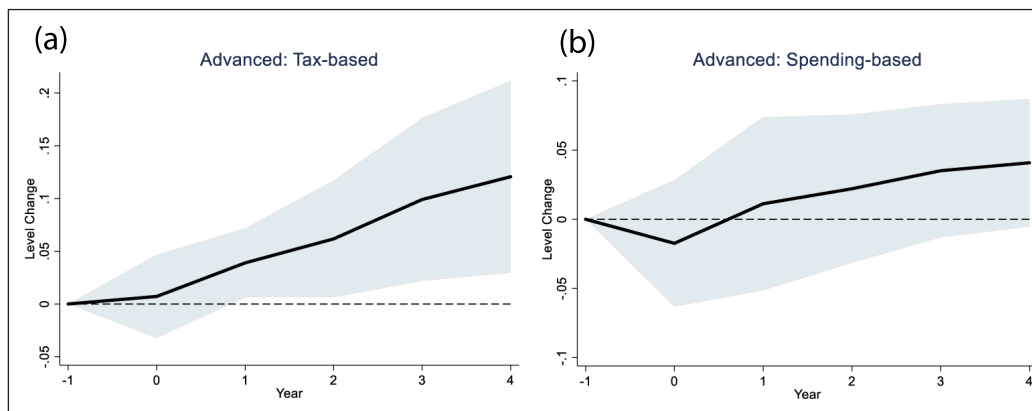 (a)
Advanced: Tax-based
Level Change
.2
.15
.1
.05
0
-.05
-1 0 1 2 3 4
Year
(b)
Advanced: Spending-based
Level Change
.1
.05
0
-.05
-.1
-1 0 1 2 3 4
Year